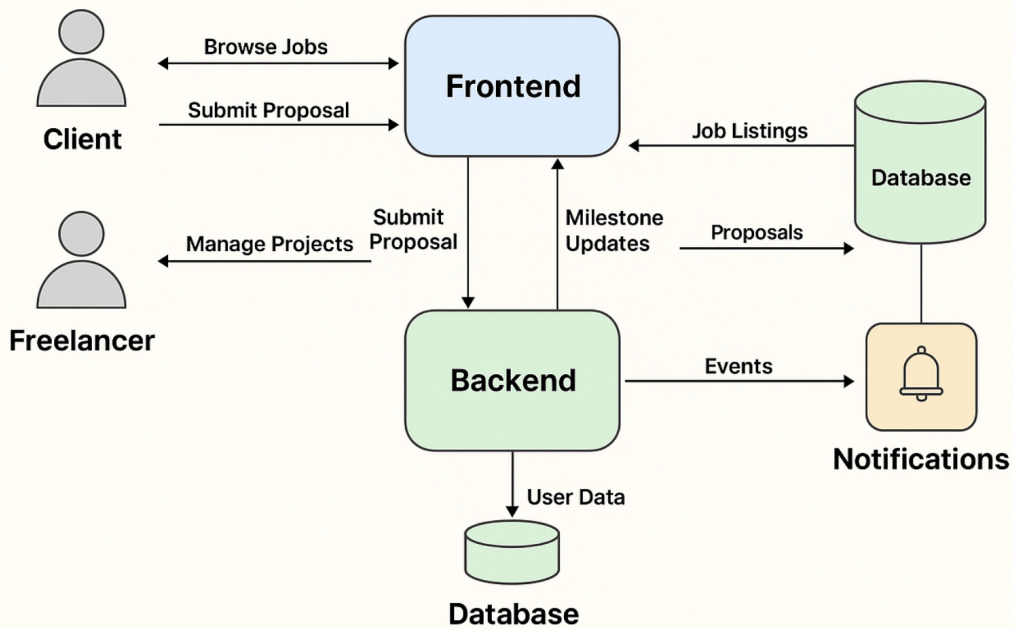 Browse Jobs
Submit Proposal
Client
Frontend
Job Listings
Database
Manage Projects
Submit
Proposal
Milestone
Updates
Proposals
Freelancer
Backend
Events
Notifications
User Data
Database